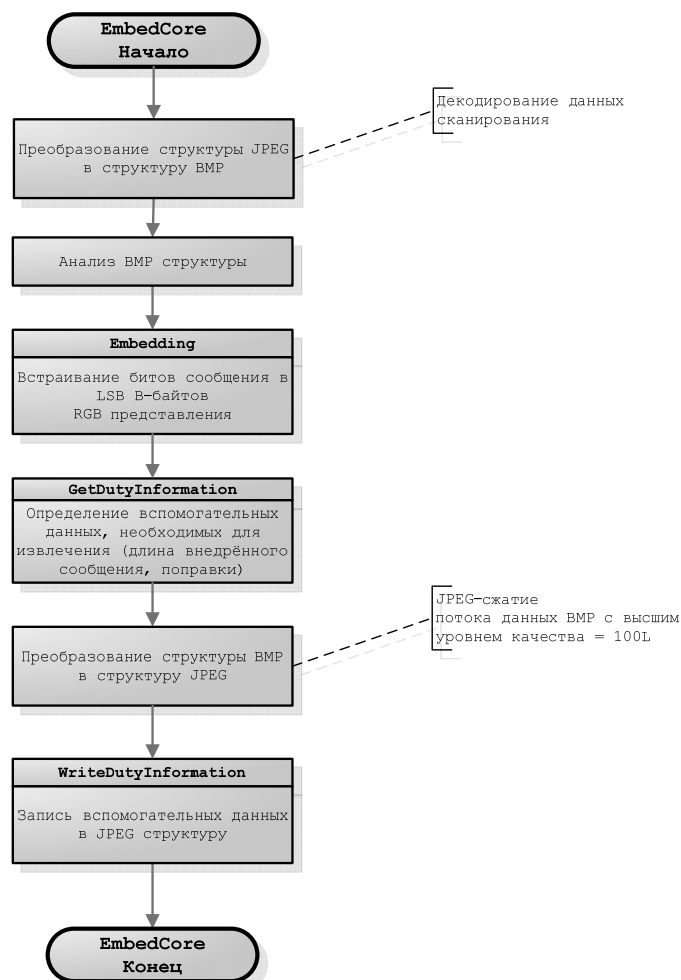 EmbedCore
Начало
Декодирование данных
сканирования
Преобразование структуры JPEG
в структуру BMP
Анализ BMP структуры
Embedding
Встраивание битов сообщения в
LSB B-байтов
RGB представления
GetDutyInformation
Определение вспомогательных
данных, необходимых для
извлечения (длина внедрённого
сообщения, поправки)
JPEG-сжатие
потока данных BMP с высшим
уровнем качества = 100L
Преобразование структуры BMP
в структуру JPEG
WriteDutyInformation
Запись вспомогательных данных
в JPEG структуру
EmbedCore
Конец